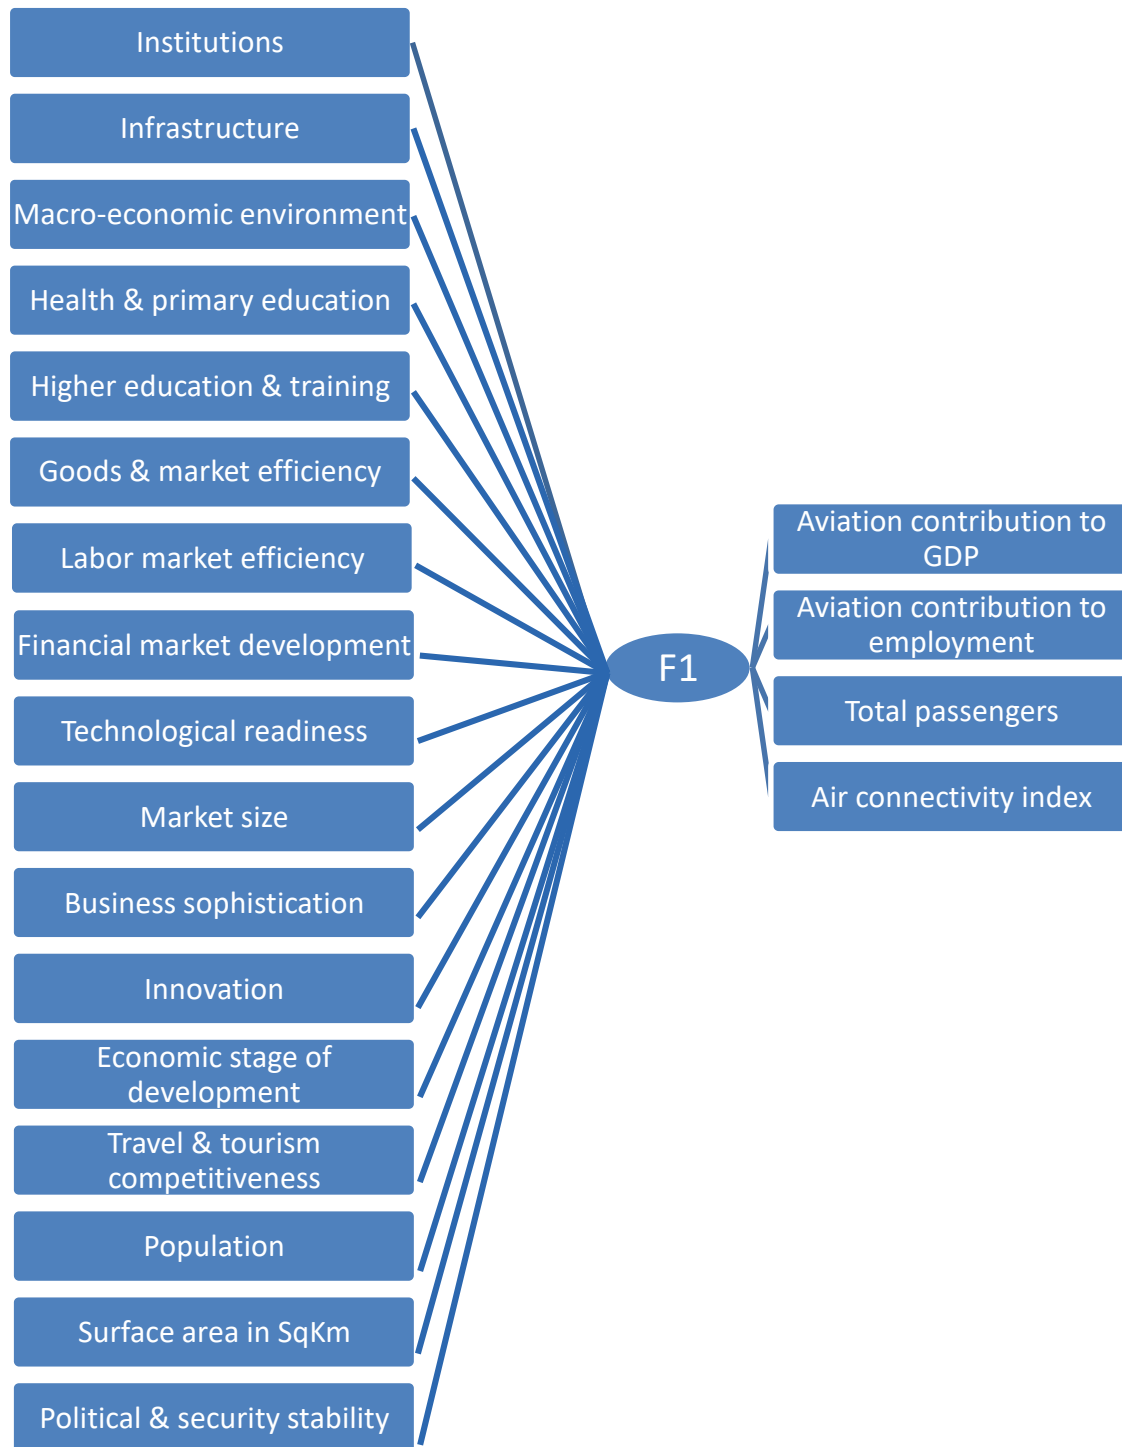 Institutions
Infrastructure
Macro-economic environment
Health & primary education
Higher education & training
Goods & market efficiency
Labor market efficiency
Financial market development
Technological readiness
Market size
Business sophistication
Innovation
Economic stage of
development
Travel & tourism
competitiveness
Population
Surface area in SqKm
Political & security stability
F1
Aviation contribution to
GDP
Aviation contribution to
employment
Total passengers
Air connectivity index